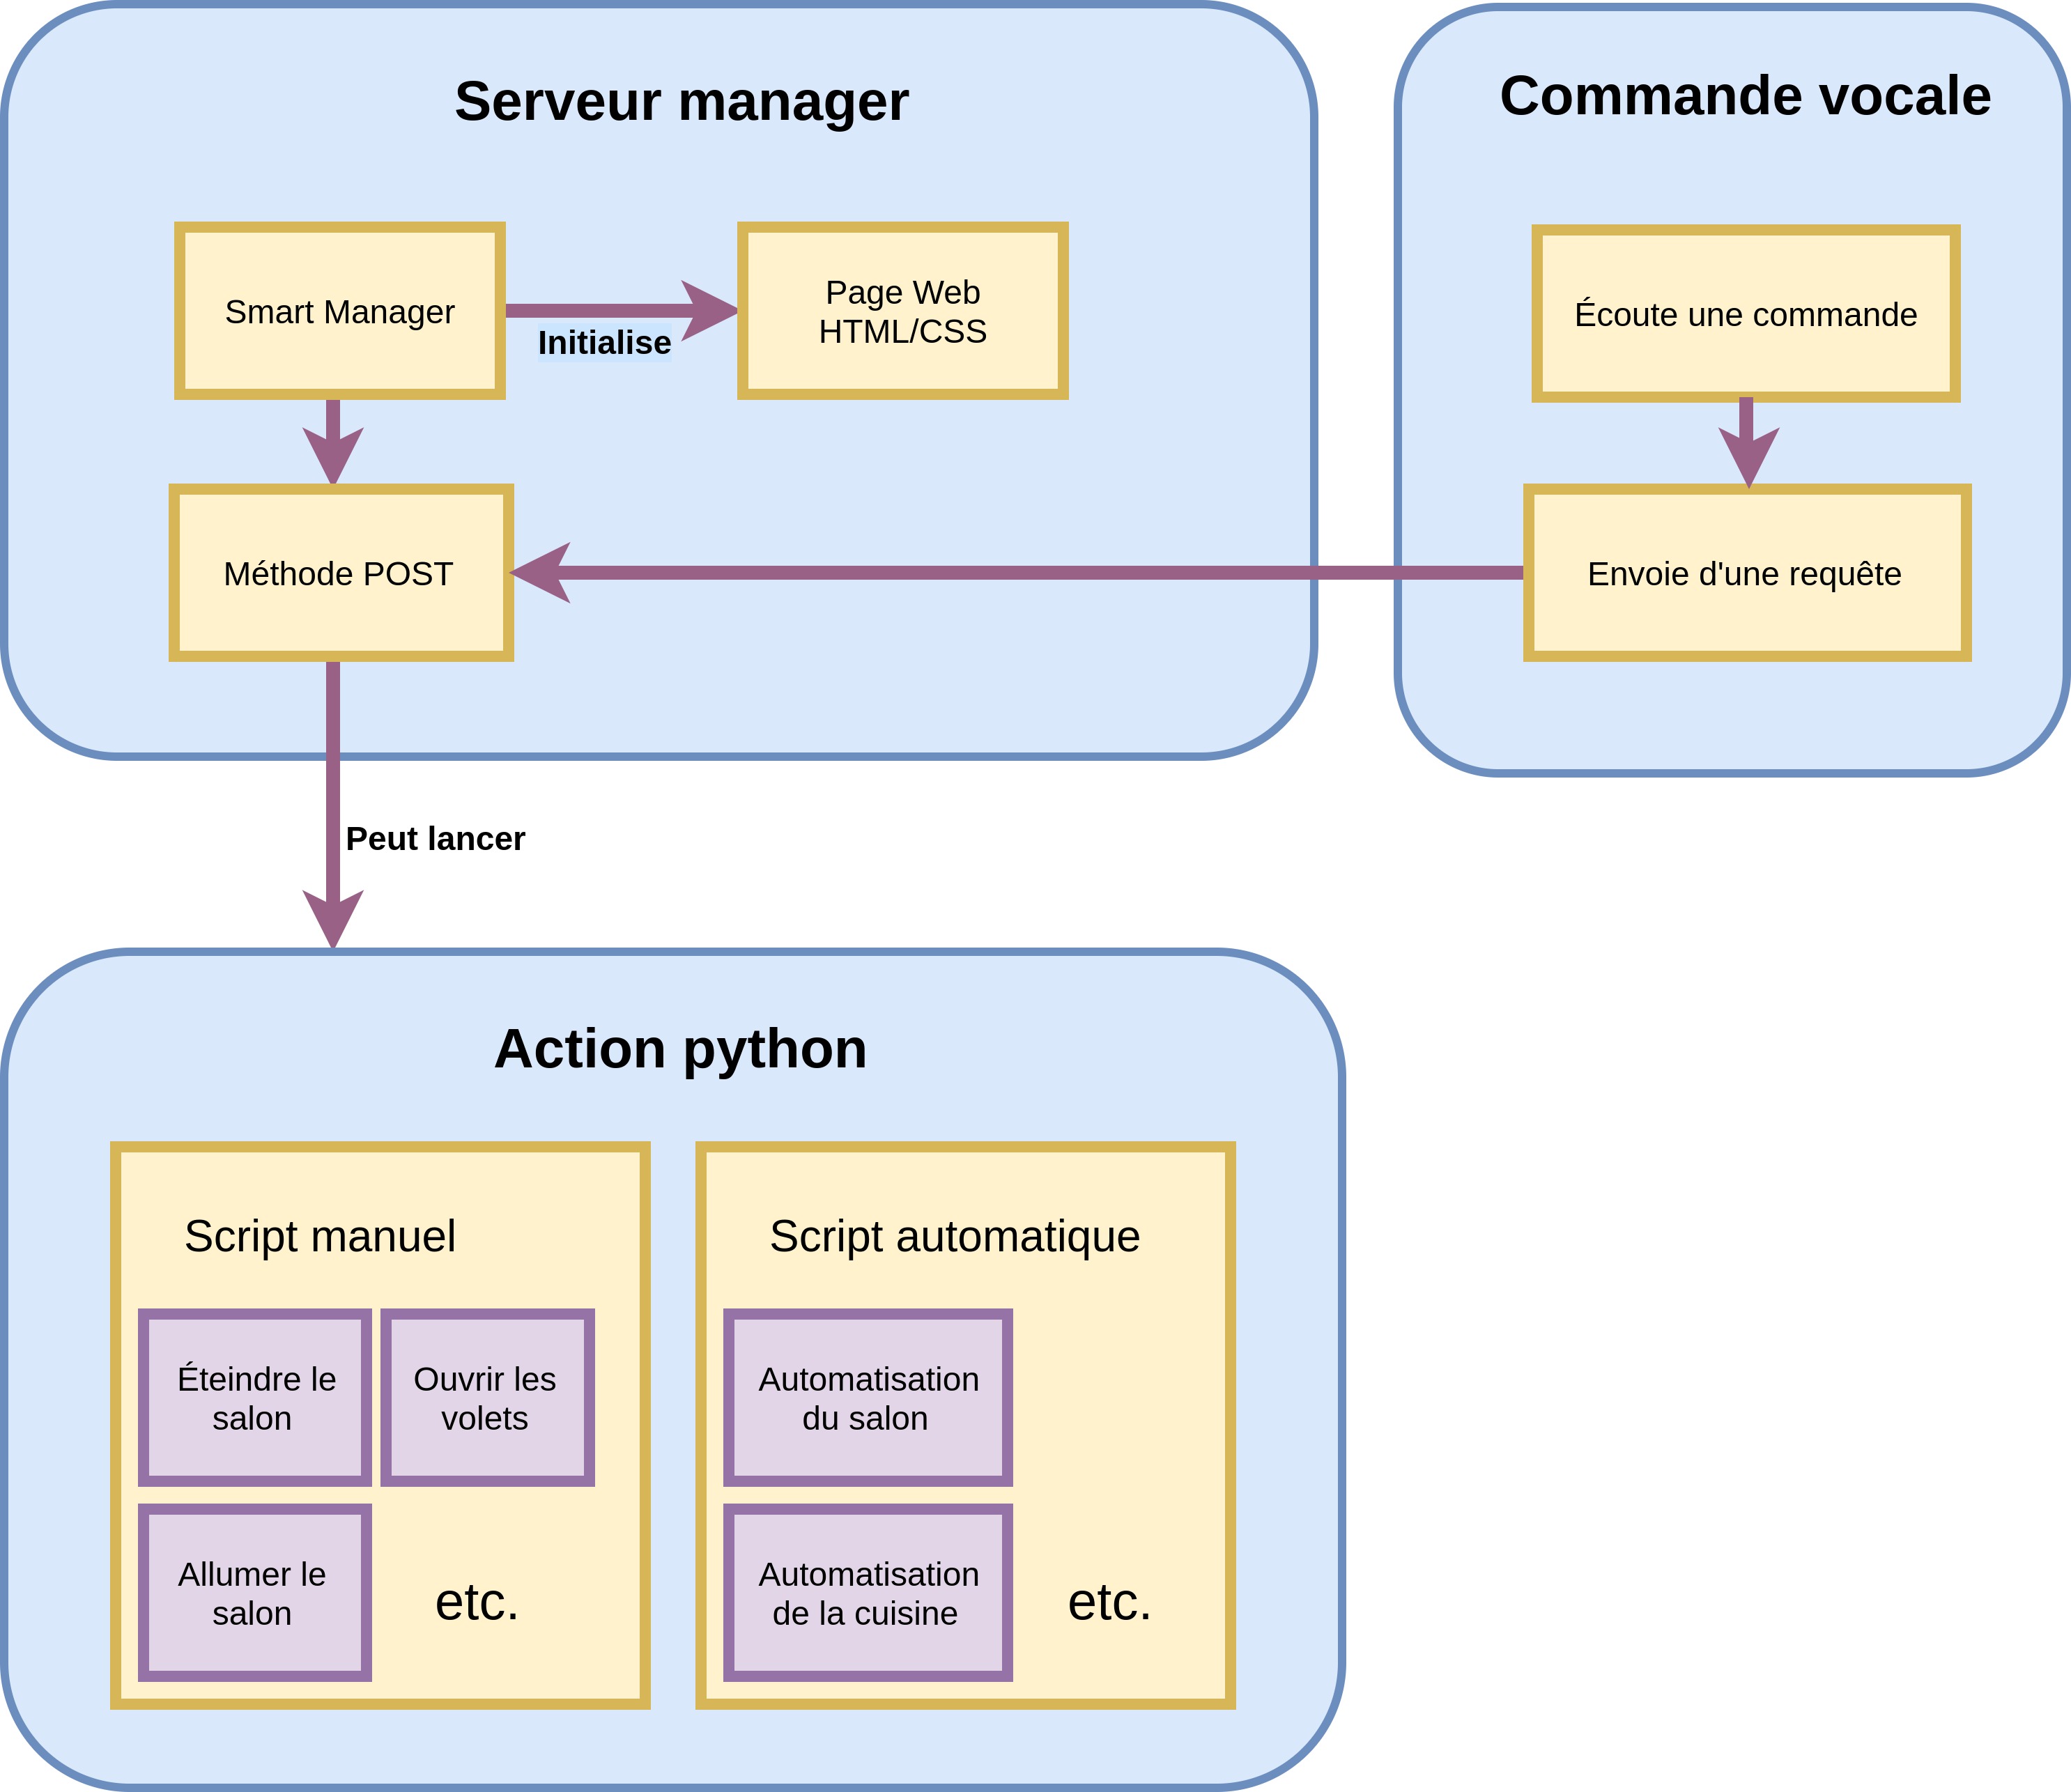 Serveur manager
Smart Manager
Initialise
Page Web
HTML/CSS
Méthode POST
Commande vocale
Écoute une commande
Envoie d'une requête
Peut lancer
Action python
Script manuel
Éteindre le
salon
Ouvrir les
volets
Allumer le
salon
etc.
Script automatique
Automatisation
du salon
Automatisation
de la cuisine
etc.